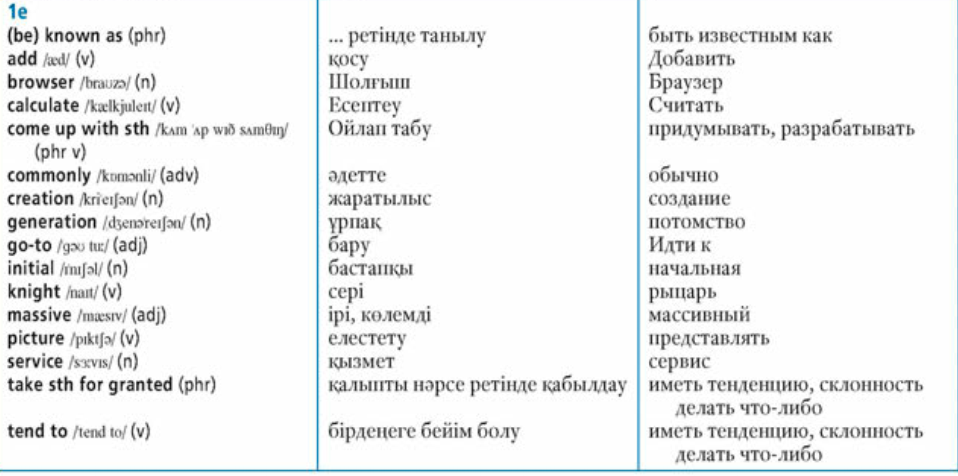 1e
(be) known as (phr) ... ретінде танылу быть известным как
add /æd/ (v) қосу Добавить
browser /braʊzə/ (n) Шолғыш Браузер
calculate /kælkjuleɪt/ (v) Есептеу Считать
come up with sth /kʌm ˈʌp wɪð sʌmθɪŋ/ Ойлап табу придумывать, разрабатывать
(phr v)
commonly /kɒmənli/ (adv) әдетте обычно
creation /kriˈeɪʃən/ (n) жаратылыс создание
generation /dʒenəreɪʃən/ (n) ұрпақ потомство
go-to /gəʊ tuː/ (adj) бару Идти к
initial /ɪnɪʃəl/ (n) бастапқы начальная
knight /naɪt/ (v) сері рыцарь
massive /mæsɪv/ (adj) ірі, көлемді массивный
picture /pɪktʃə/ (v) елестету представлять
service /sɜːvɪs/ (n) қызмет сервис
take sth for granted (phr) қалыпты нәрсе ретінде қабылдау иметь тенденцию, склонность
делать что-либо
tend to /tend to/ (v) бірдеңеге бейім болу иметь тенденцию, склонность
делать что-либо